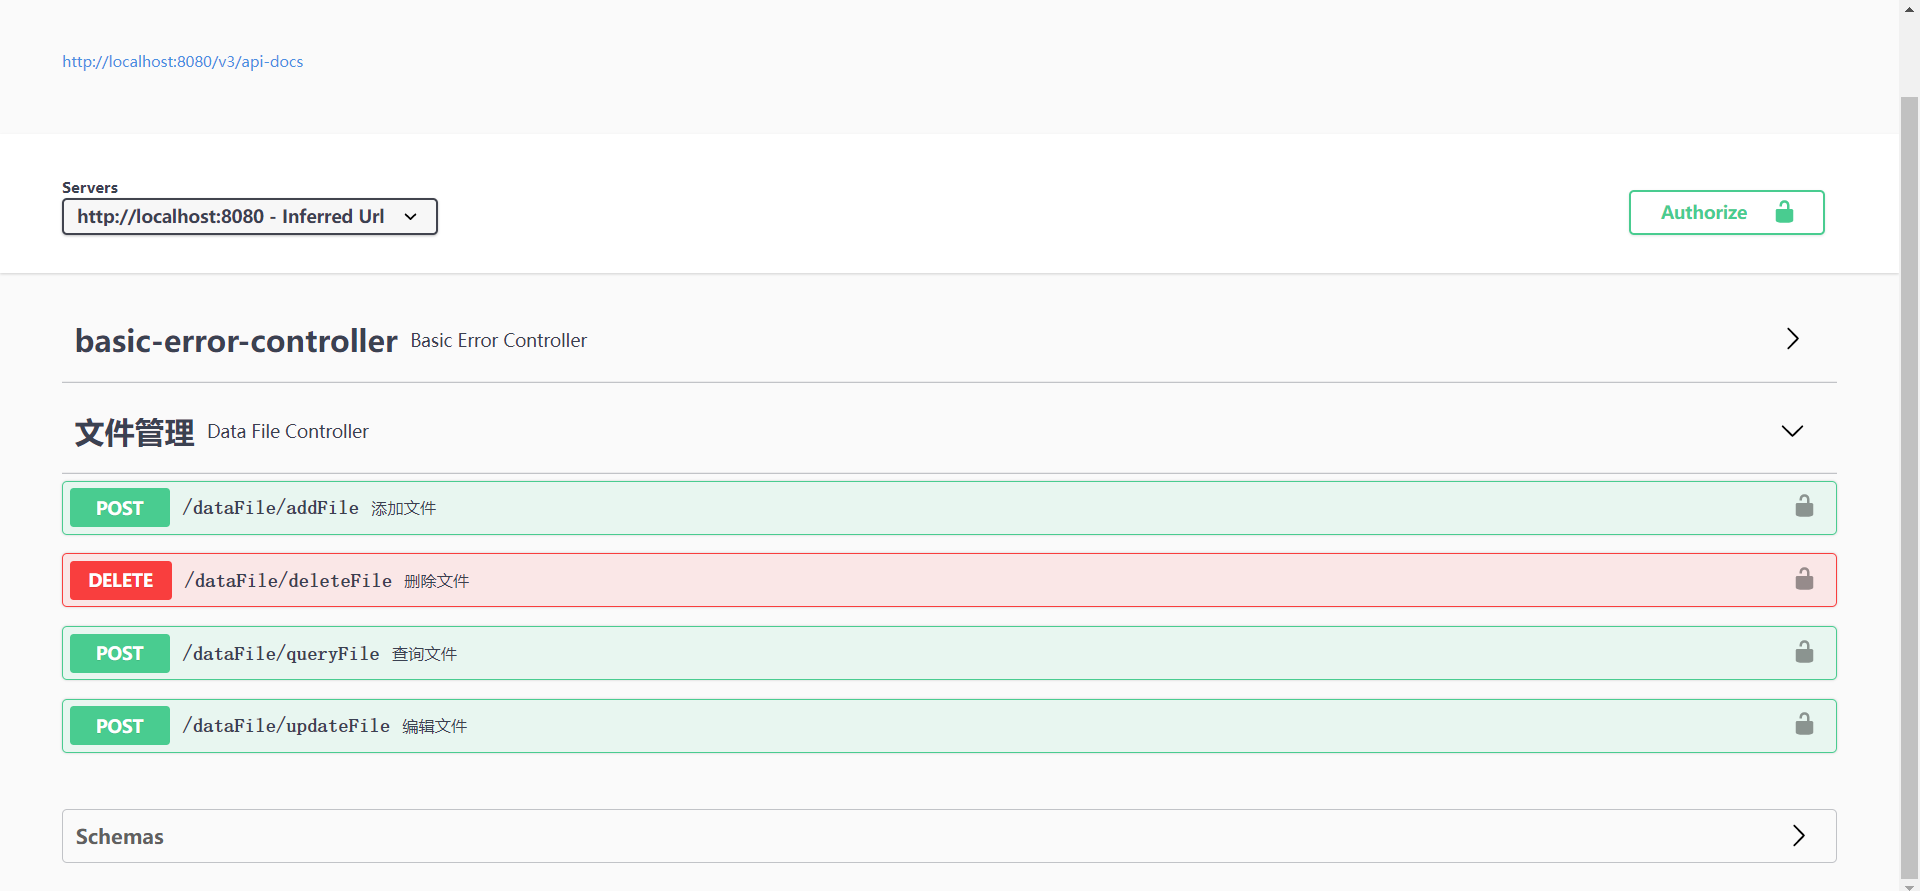 http://localhost:8080/v3/api-docs
Servers
http://localhost:8080 - Inferred Url
Authorize
basic-error-controller Basic Error Controller
文件管理 Data File Controller
POST /dataFile/addFile 添加文件
DELETE /dataFile/deleteFile 删除文件
POST /dataFile/queryFile 查询文件
POST /dataFile/updateFile 编辑文件
Schemas